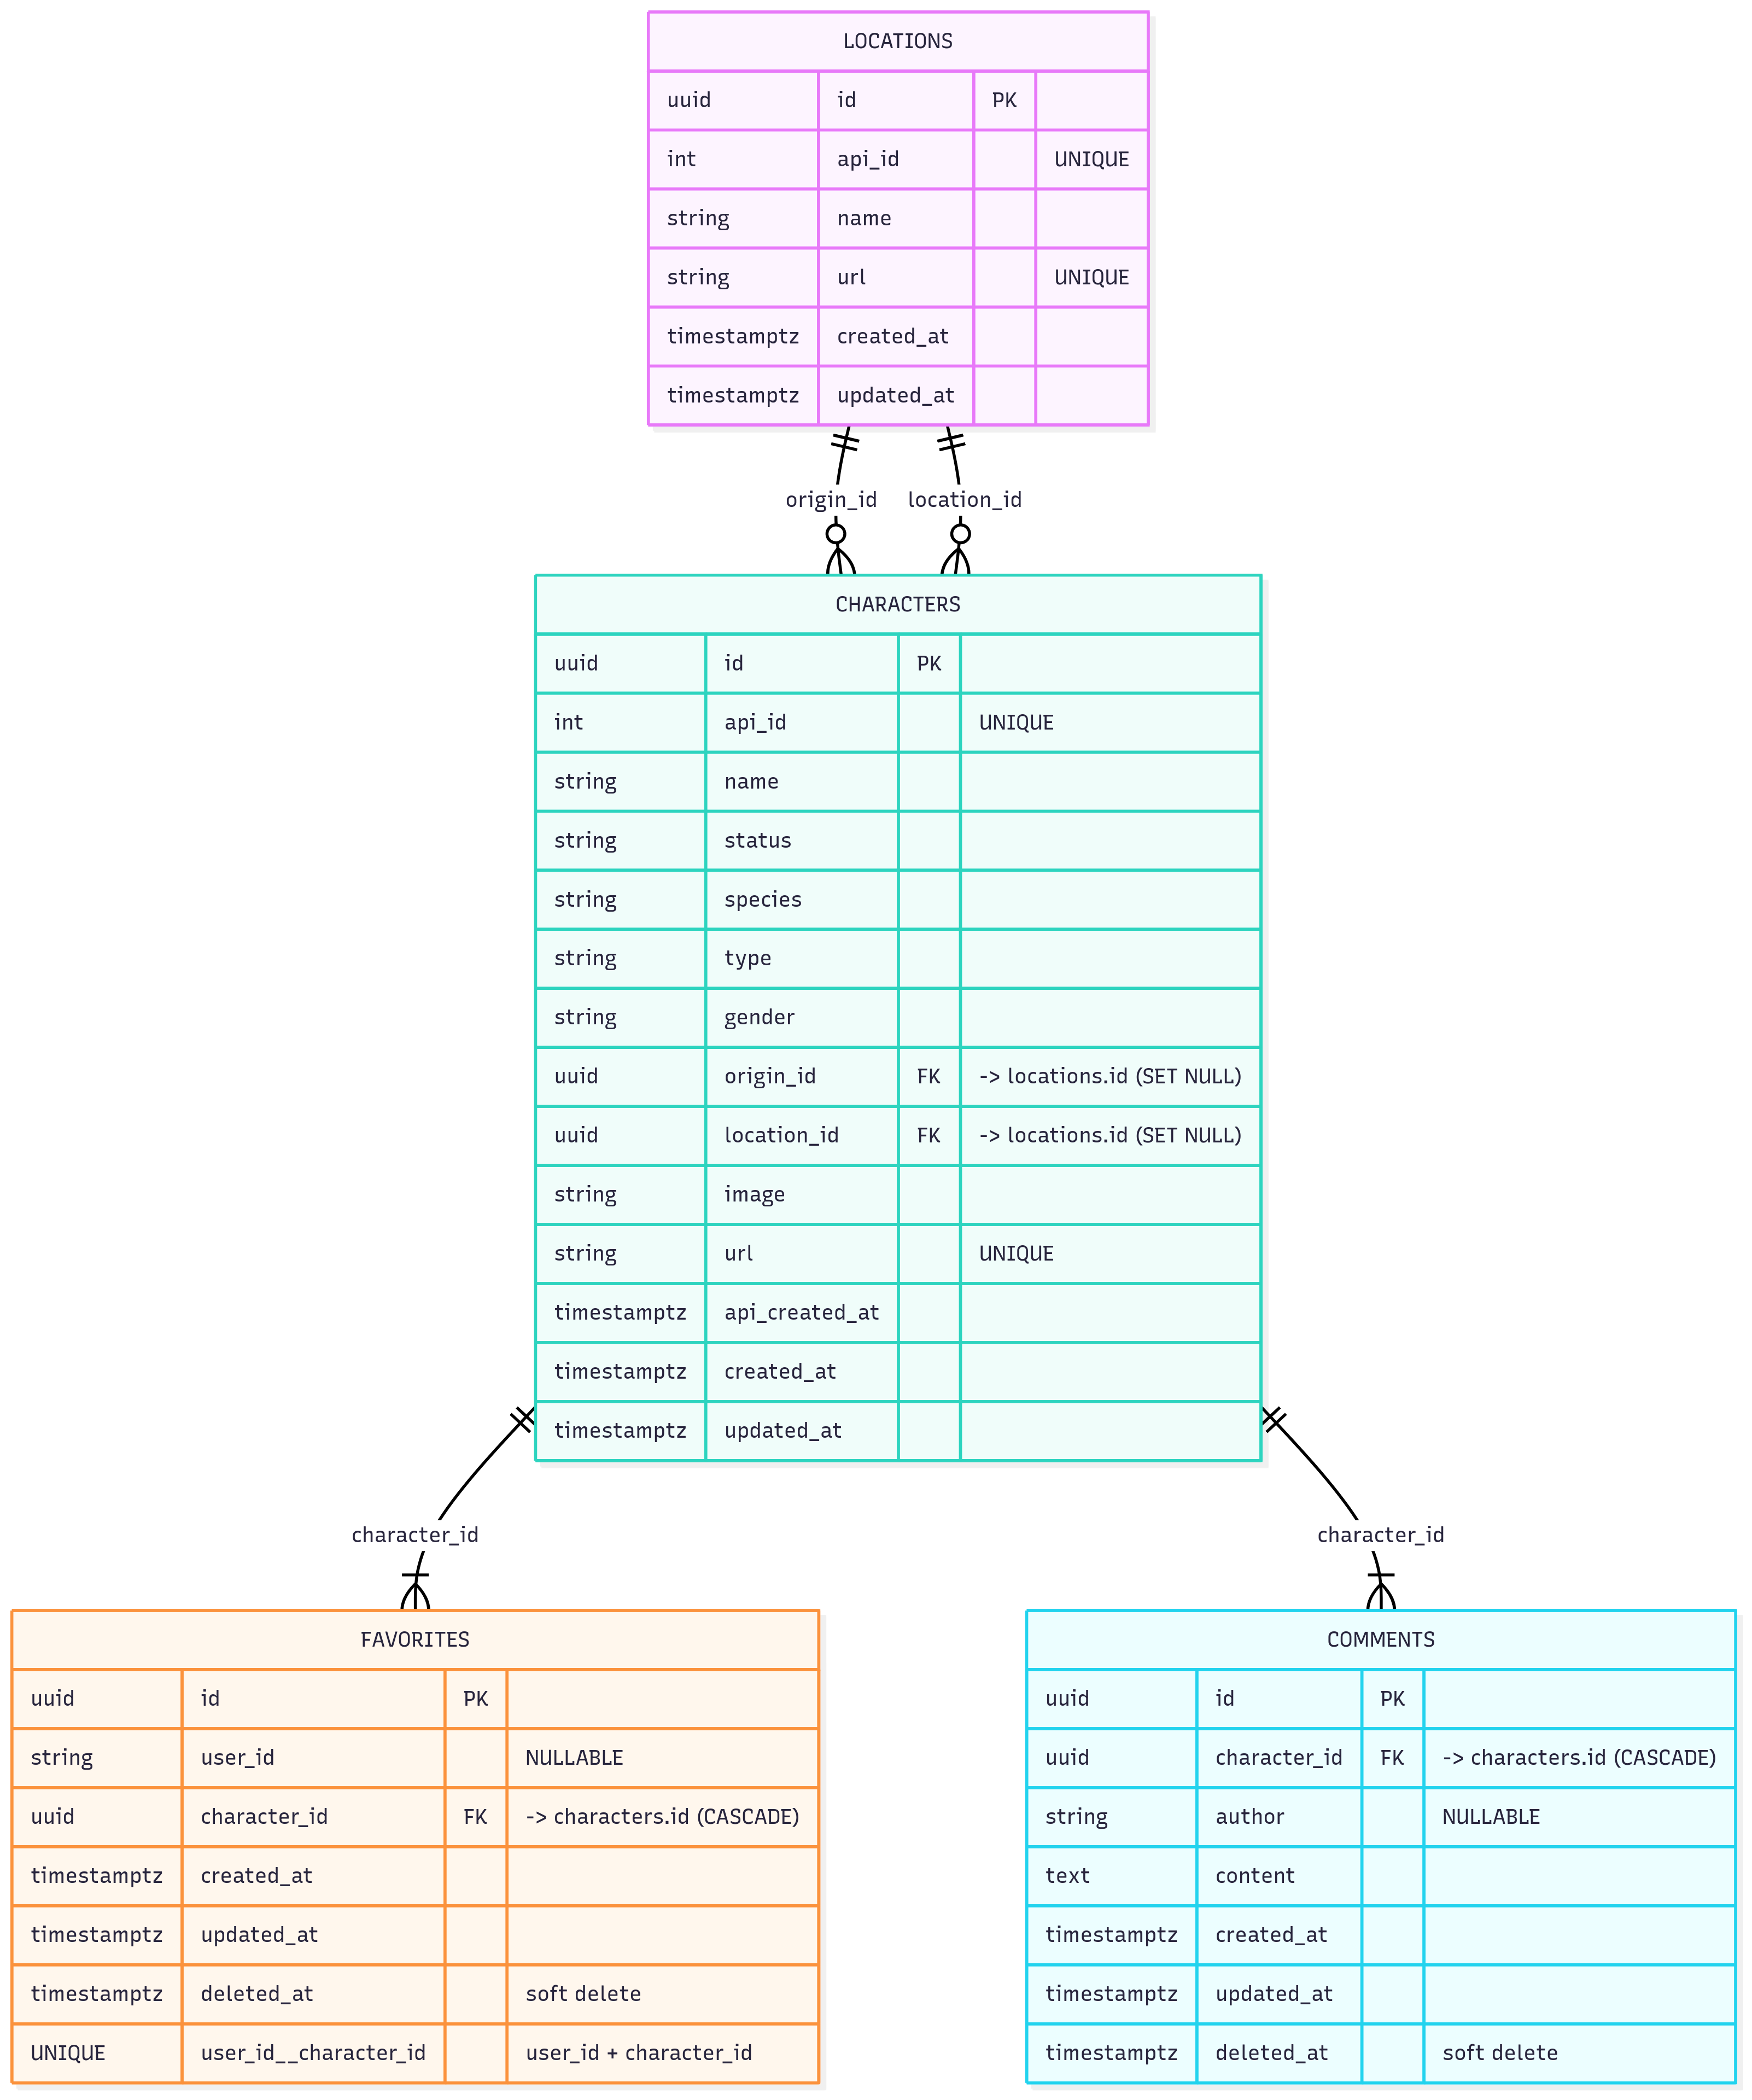 LOCATIONS
uuid id PK
int api_id UNIQUE
string name
string url UNIQUE
timestamptz created_at
timestamptz updated_at
origin_id location_id
CHARACTERS
uuid id PK
int api_id UNIQUE
string name
string status
string species
string type
string gender
uuid origin_id FK -> locations.id (SET NULL)
uuid location_id FK -> locations.id (SET NULL)
string image
string url UNIQUE
timestamptz api_created_at
timestamptz created_at
timestamptz updated_at
character_id character_id
FAVORITES
uuid id PK
string user_id NULLABLE
uuid character_id FK -> characters.id (CASCADE)
timestamptz created_at
timestamptz updated_at
timestamptz deleted_at soft delete
UNIQUE user_id__character_id user_id + character_id
COMMENTS
uuid id PK
uuid character_id FK -> characters.id (CASCADE)
string author NULLABLE
text content
timestamptz created_at
timestamptz updated_at
timestamptz deleted_at soft delete